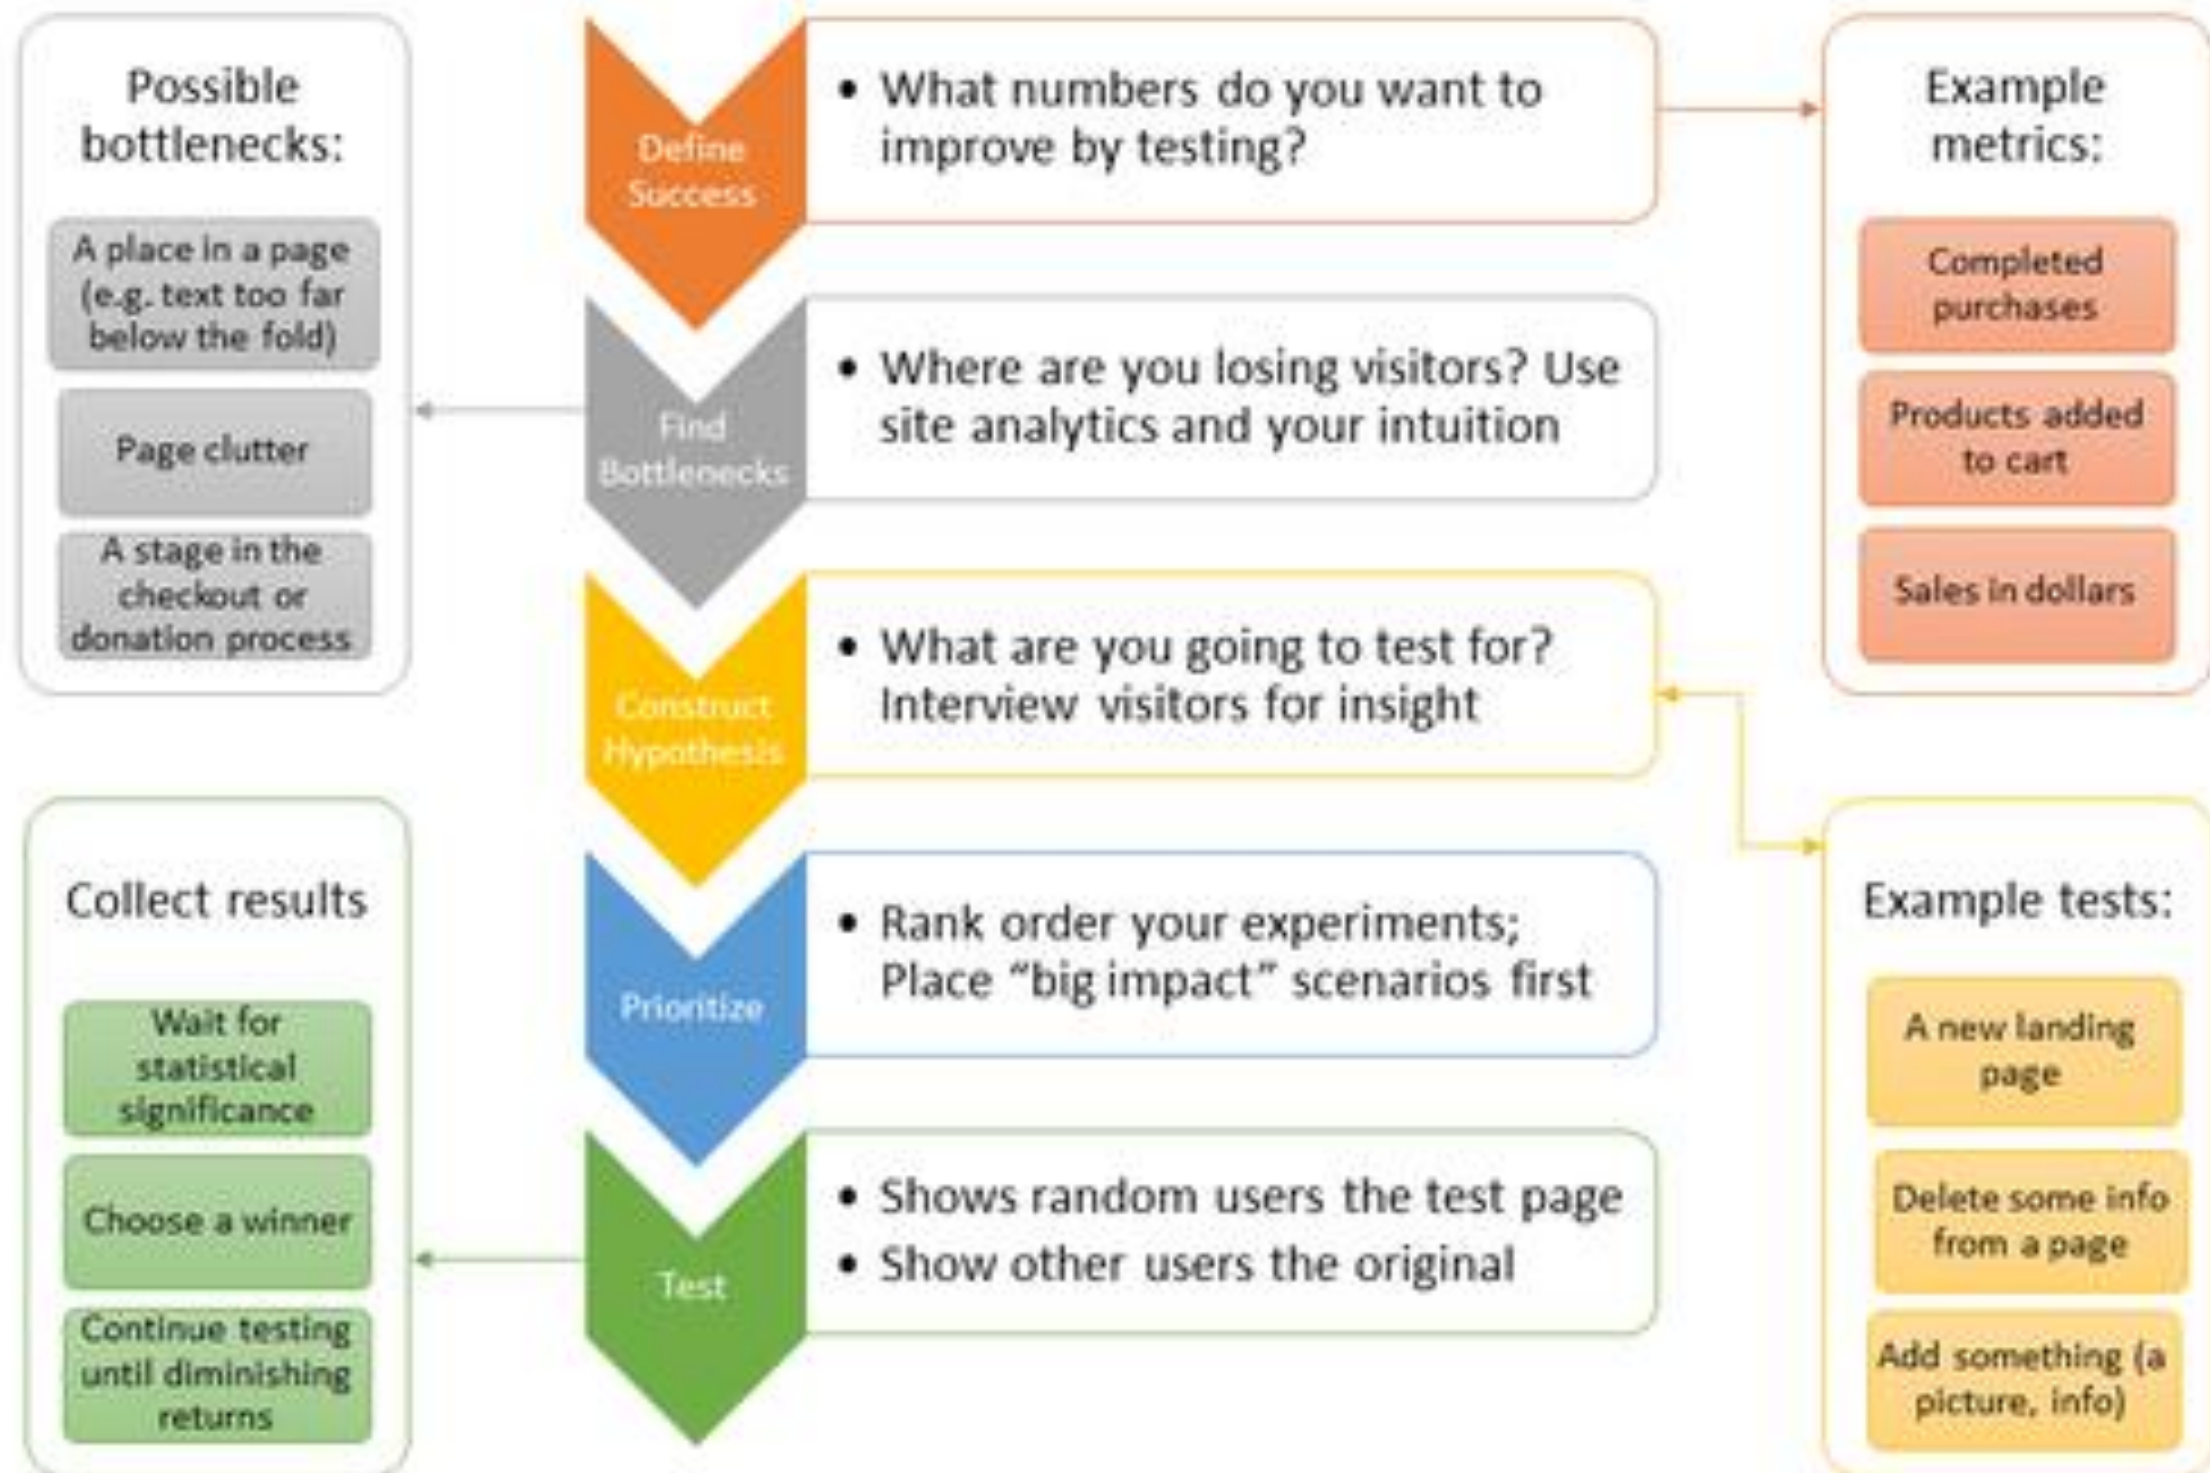 Possible
bottlenecks:
A place in a page
(e.g. text too far
below the fold)
Page clutter
A stage in the
checkout or
donation process
Define
Success
• What numbers do you want to
improve by testing?
Example
metrics:
Completed
purchases
Products added
to cart
Sales in dollars
Find
Bottlenecks
• Where are you losing visitors? Use
site analytics and your intuition
Construct
Hypothesis
• What are you going to test for?
Interview visitors for insight
Prioritize
• Rank order your experiments;
Place “big impact” scenarios first
Test
• Shows random users the test page
• Show other users the original
Collect results
Wait for
statistical
significance
Choose a winner
Continue testing
until diminishing
returns
Example tests:
A new landing
page
Delete some info
from a page
Add something (a
picture, info)